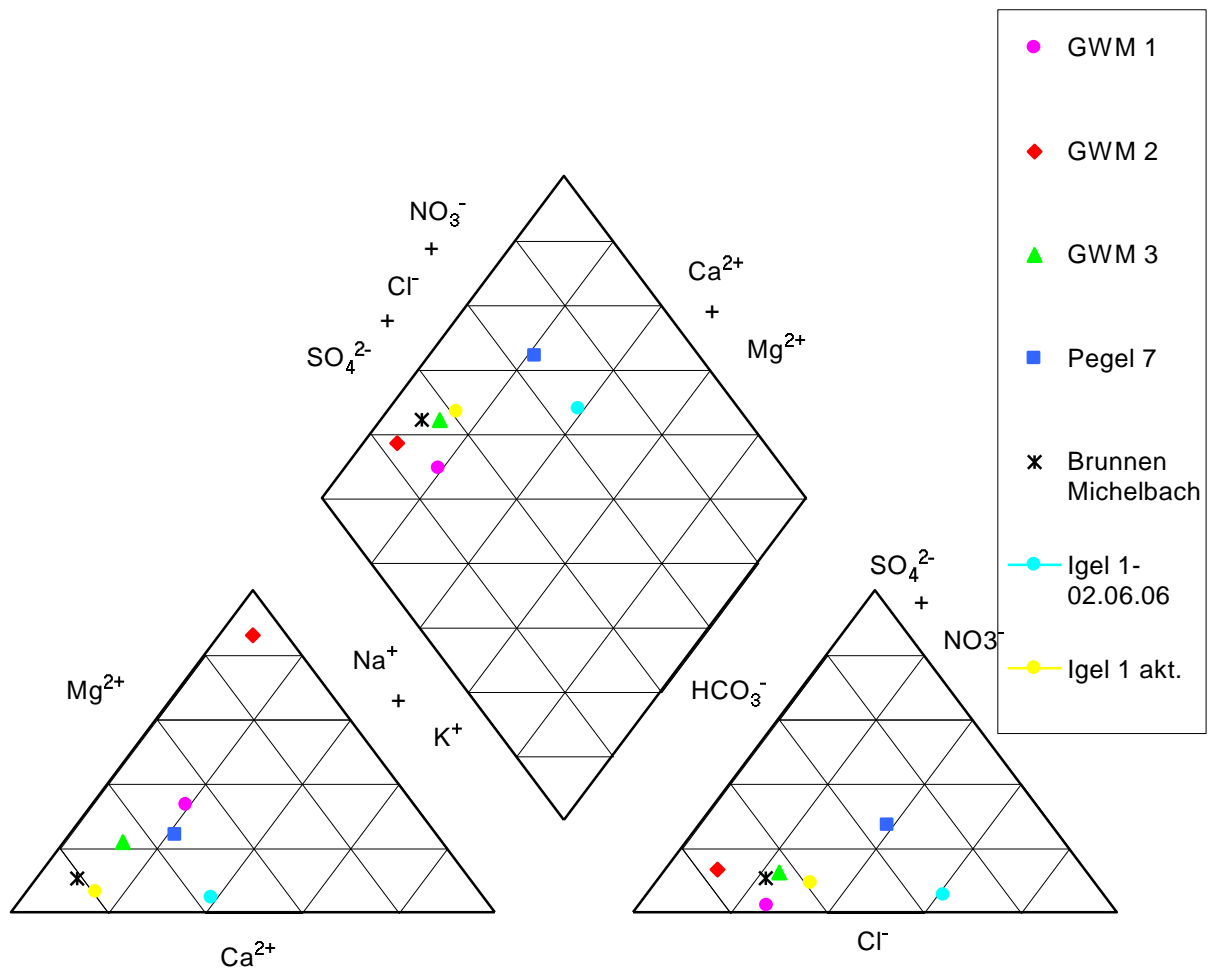 GWM 1
GWM 2
GWM 3
Pegel 7
Brunnen
Michelbach
Igel 1-
02.06.06
Igel 1 akt.
NO₃⁻
+
Cl⁻
+
SO₄²⁻
Ca²⁺
+
Mg²⁺
Mg²⁺
Na⁺
+
K⁺
Ca²⁺
SO₄²⁻
+
NO3⁻
HCO₃⁻
Cl⁻